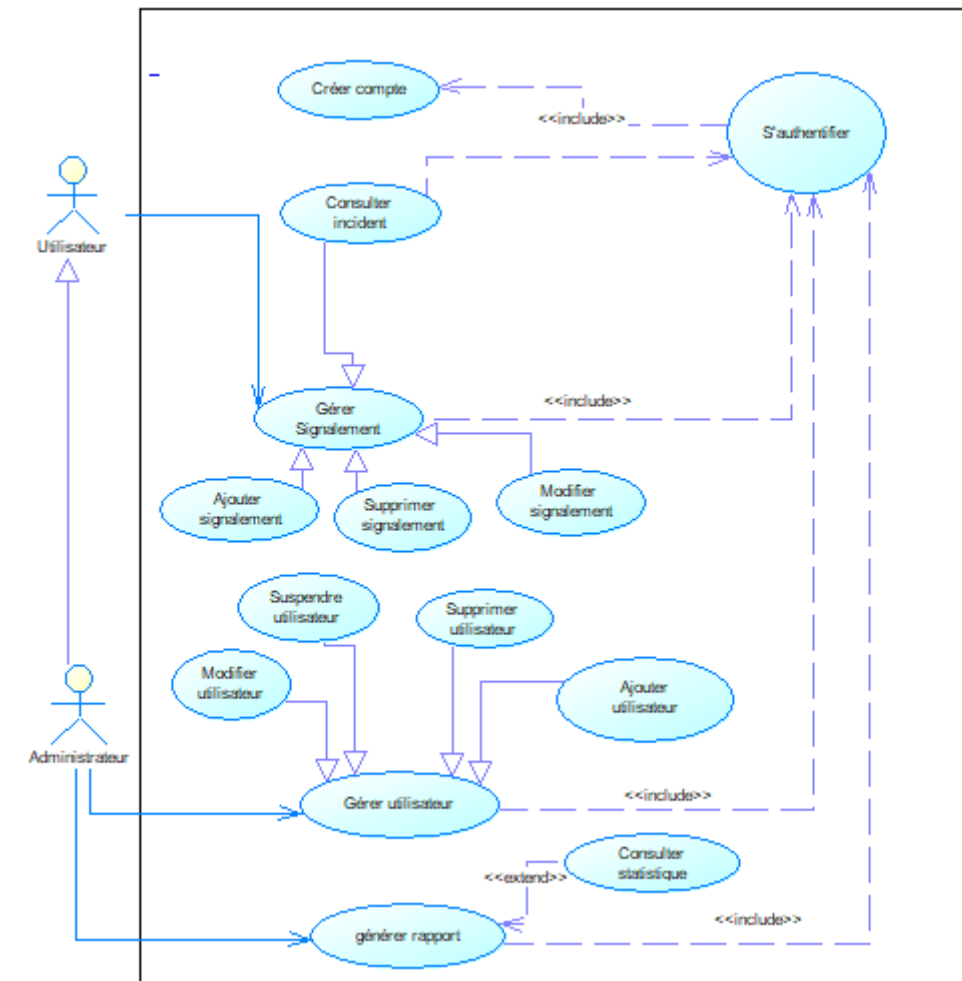 Créer compte
<<include>>
S'authentifier
Consulter
incident
Utilisateur
Gérer
Signalement
<<include>>
Ajouter
signalement
Supprimer
signalement
Modifier
signalement
Suspendre
utilisateur
Supprimer
utilisateur
Modifier
utilisateur
Ajouter
utilisateur
Administrateur
Gérer utilisateur
<<include>>
Consulter
statistique
<<extend>>
générer rapport
<<include>>